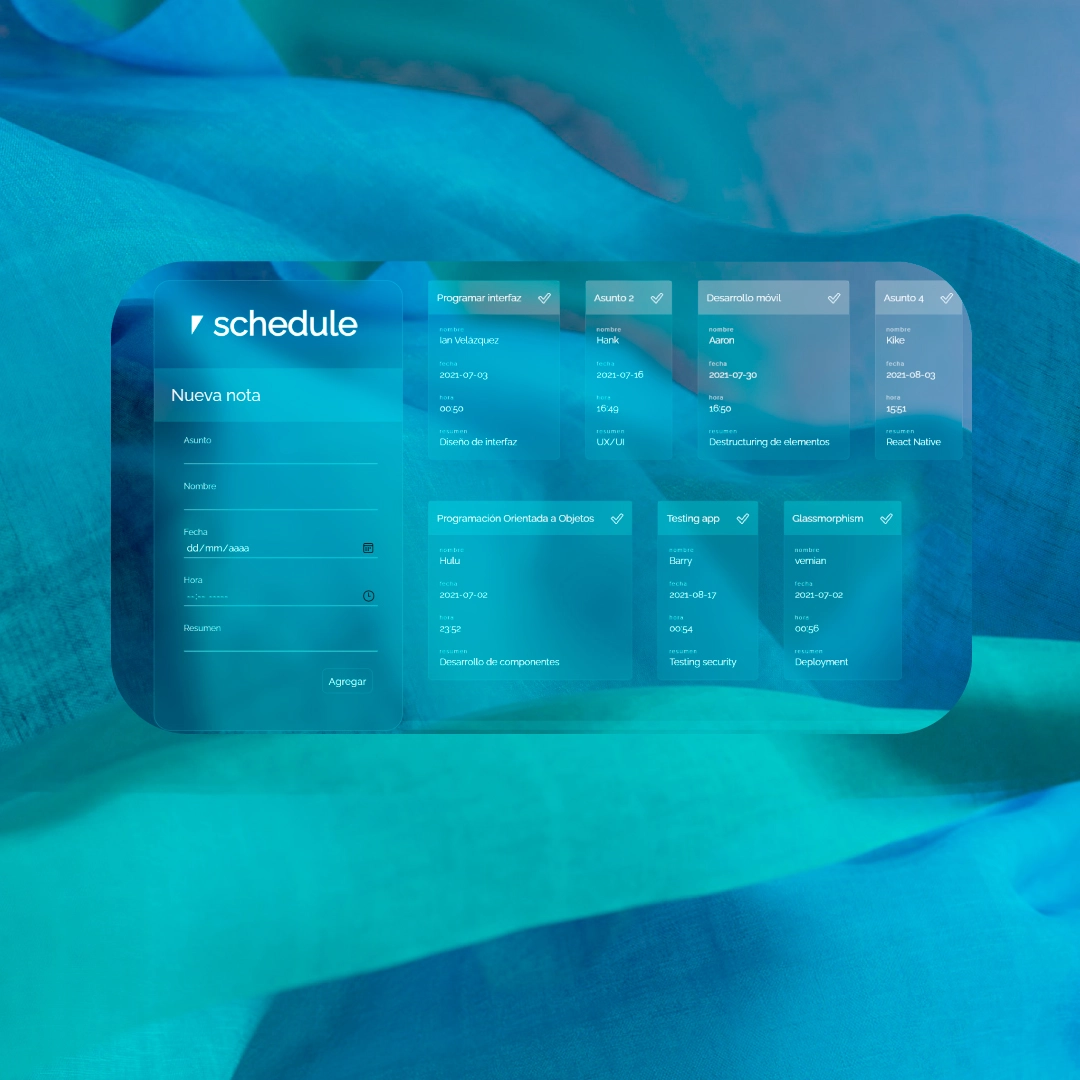 schedule
Nueva nota
Asunto
Nombre
Fecha
dd/mm/aaaa
Hora
--:-- -----
Resumen
Agregar
Programar interfaz
nombre
Ian Velázquez
fecha
2021-07-03
hora
00:50
resumen
Diseño de interfaz
Asunto 2
nombre
Hank
fecha
2021-07-16
hora
16:49
resumen
UX/UI
Desarrollo móvil
nombre
Aaron
fecha
2021-07-30
hora
16:50
resumen
Destructuring de elementos
Asunto 4
nombre
Kike
fecha
2021-08-03
hora
15:51
resumen
React Native
Programación Orientada a Objetos
nombre
Hulu
fecha
2021-07-02
hora
23:52
resumen
Desarrollo de componentes
Testing app
nombre
Barry
fecha
2021-08-17
hora
00:54
resumen
Testing security
Glassmorphism
nombre
vernian
fecha
2021-07-02
hora
00:56
resumen
Deployment